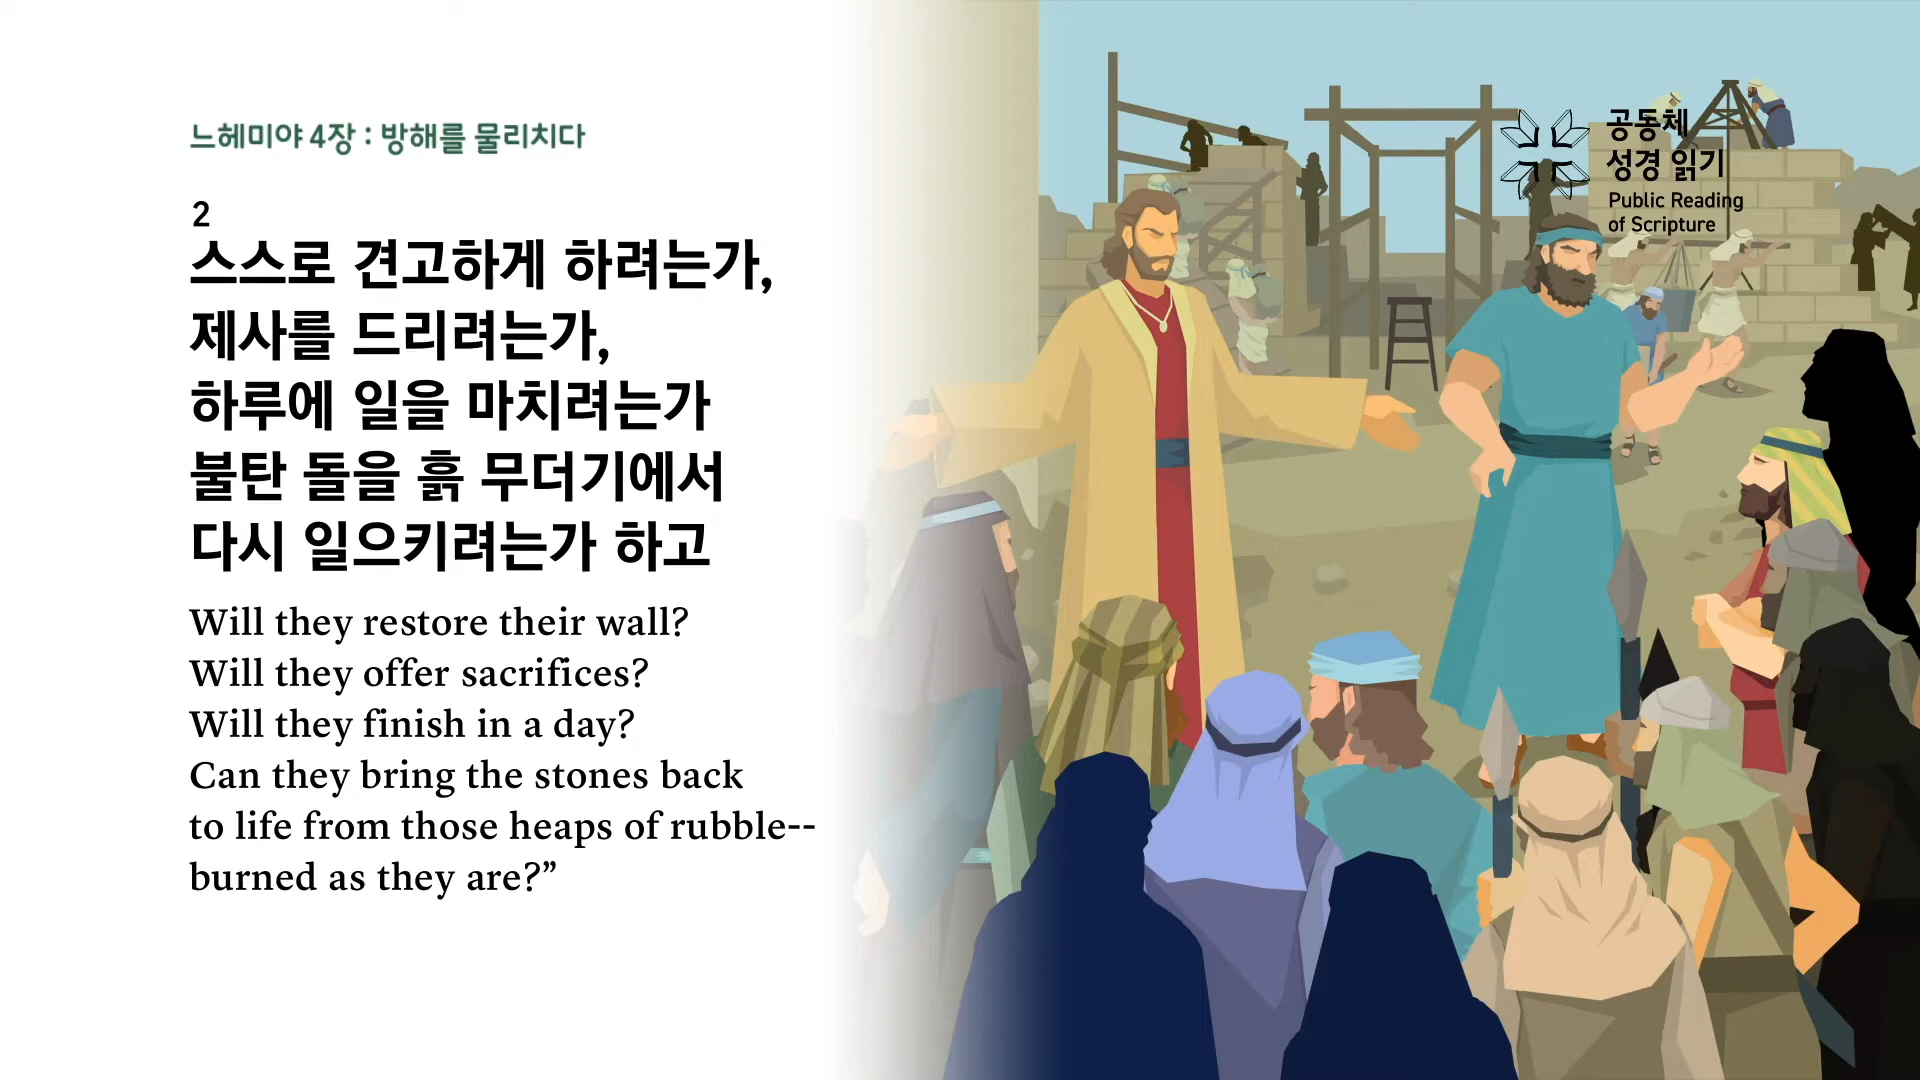 느헤미야 4장 : 방해를 물리치다
2
스스로 견고하게 하려는가,
제사를 드리려는가,
하루에 일을 마치려는가
불탄 돌을 흙 무더기에서
다시 일으키려는가 하고
Will they restore their wall?
Will they offer sacrifices?
Will they finish in a day?
Can they bring the stones back
to life from those heaps of rubble--
burned as they are?”
공동체
성경 읽기
Public Reading
of Scripture